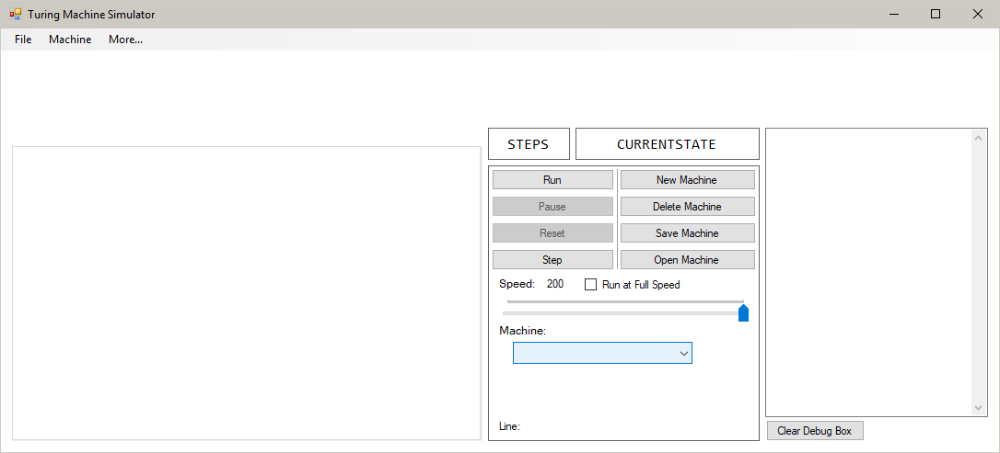 Turing Machine Simulator
File Machine More...
STEPS CURRENTSTATE
Run New Machine
Pause Delete Machine
Reset Save Machine
Step Open Machine
Speed: 200 Run at Full Speed
Machine:
Line:
Clear Debug Box